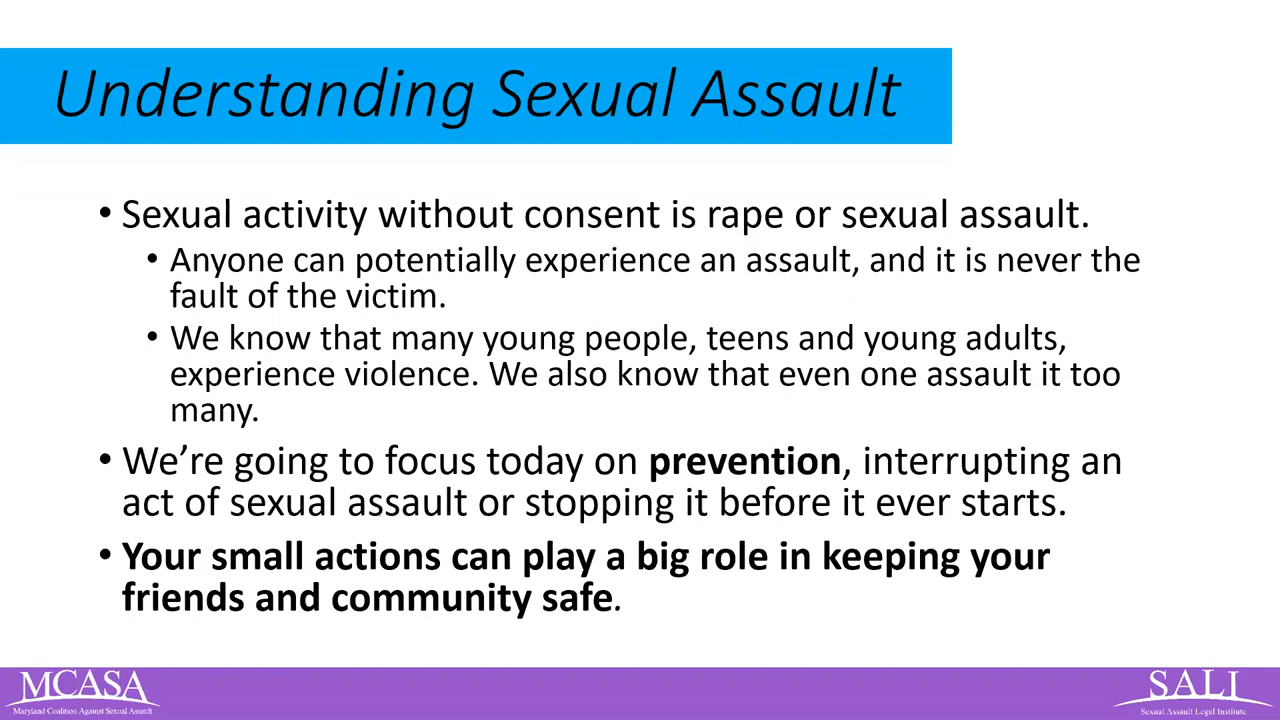 Understanding Sexual Assault
• Sexual activity without consent is rape or sexual assault.
• Anyone can potentially experience an assault, and it is never the
fault of the victim.
• We know that many young people, teens and young adults,
experience violence. We also know that even one assault it too
many.
• We’re going to focus today on prevention, interrupting an
act of sexual assault or stopping it before it ever starts.
• Your small actions can play a big role in keeping your
friends and community safe.
MCASA
Maryland Coalition Against Sexual Assault
SALI
Sexual Assault Legal Institute